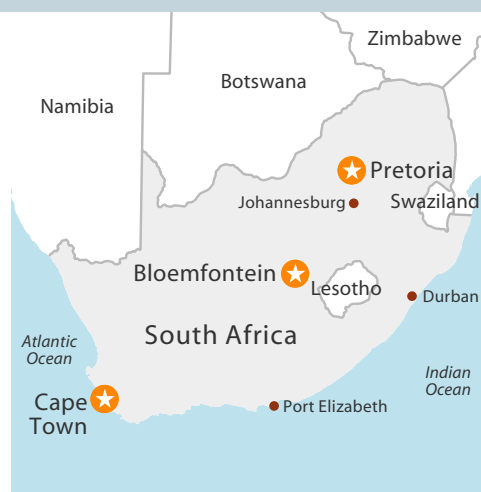 Zimbabwe
Botswana
Namibia
Pretoria
Johannesburg
Swaziland
Bloemfontein
Lesotho
Durban
South Africa
Atlantic
Ocean
Indian
Ocean
Cape
Town
Port Elizabeth